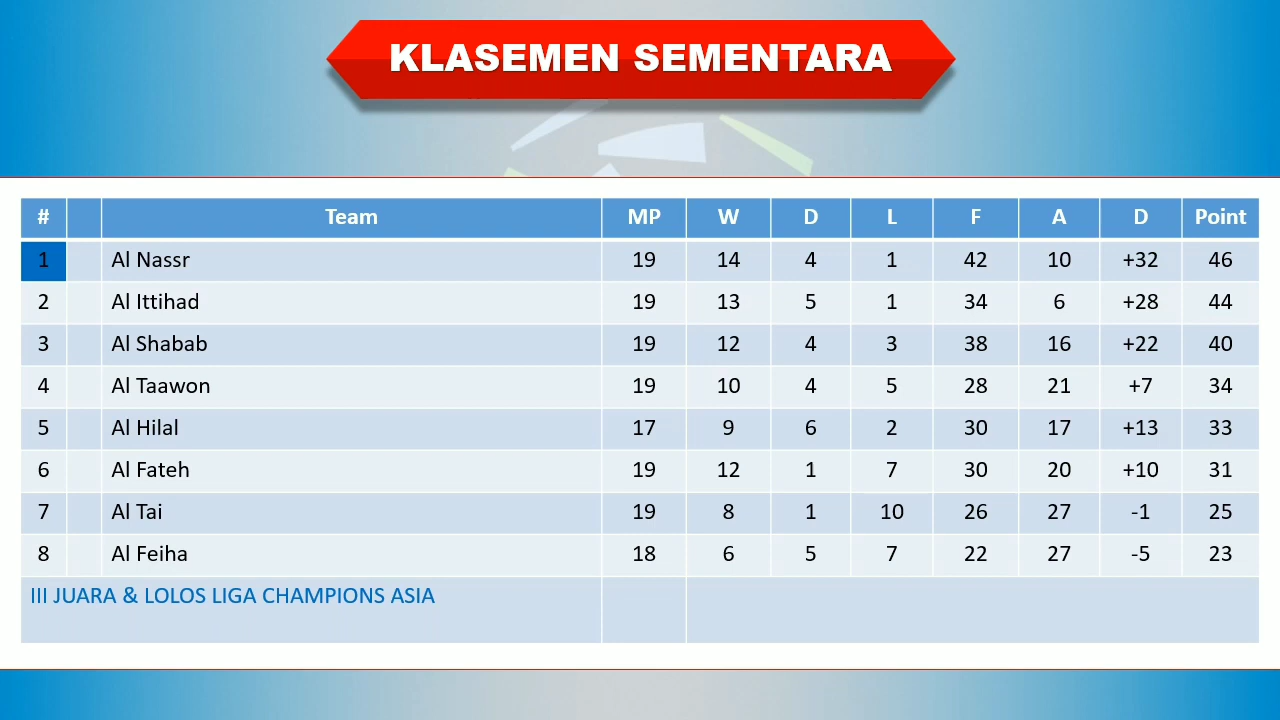 KLASEMEN SEMENTARA
# Team MP W D L F A D Point
1 Al Nassr 19 14 4 1 42 10 +32 46
2 Al Ittihad 19 13 5 1 34 6 +28 44
3 Al Shabab 19 12 4 3 38 16 +22 40
4 Al Taawon 19 10 4 5 28 21 +7 34
5 Al Hilal 17 9 6 2 30 17 +13 33
6 Al Fateh 19 12 1 7 30 20 +10 31
7 Al Tai 19 8 1 10 26 27 -1 25
8 Al Feiha 18 6 5 7 22 27 -5 23
III JUARA & LOLOS LIGA CHAMPIONS ASIA